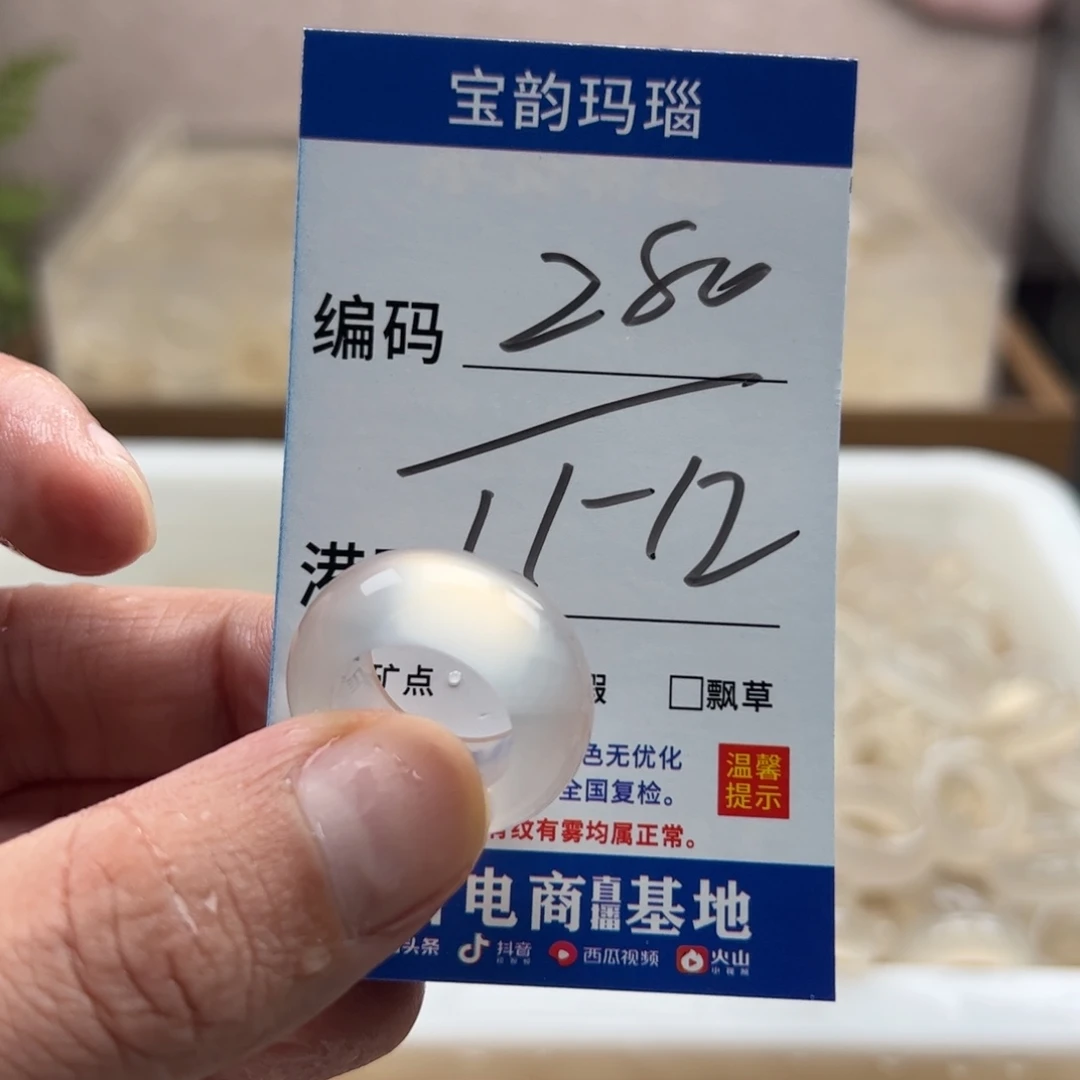 宝韵玛瑙
编码 280
港 11-12
矿点 □飘草
色无优化 温馨
全国复检。 提示
有纹有雾均属正常。
电商直播基地
头条 抖音 西瓜视频 火山